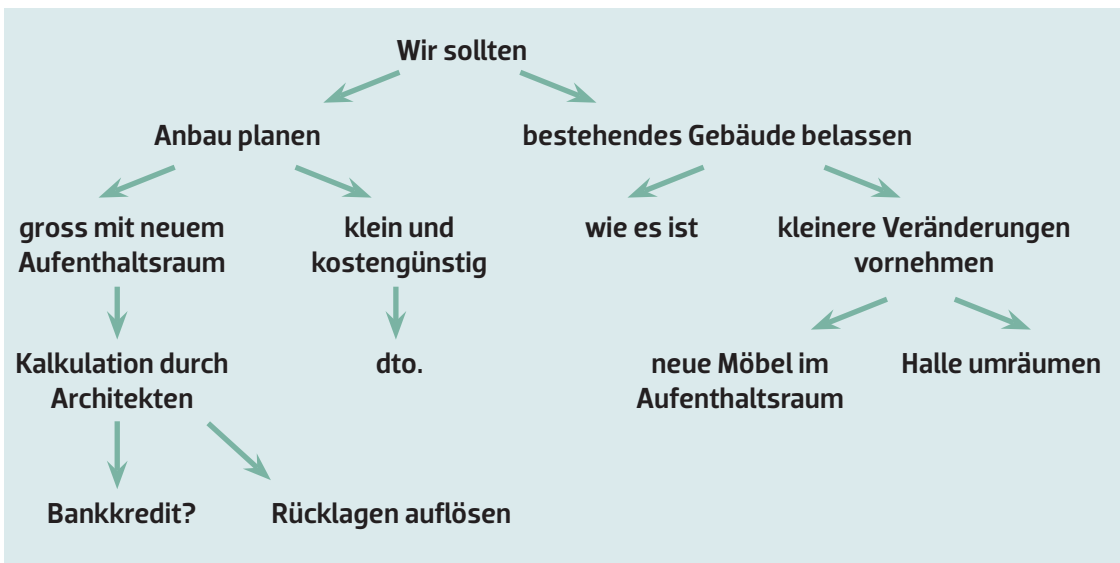 Wir sollten
Anbau planen
bestehendes Gebäude belassen
gross mit neuem
Aufenthaltsraum
klein und
kostengünstig
wie es ist
kleinere Veränderungen
vornehmen
Kalkulation durch
Architekten
dto.
neue Möbel im
Aufenthaltsraum
Halle umräumen
Bankkredit?
Rücklagen auflösen